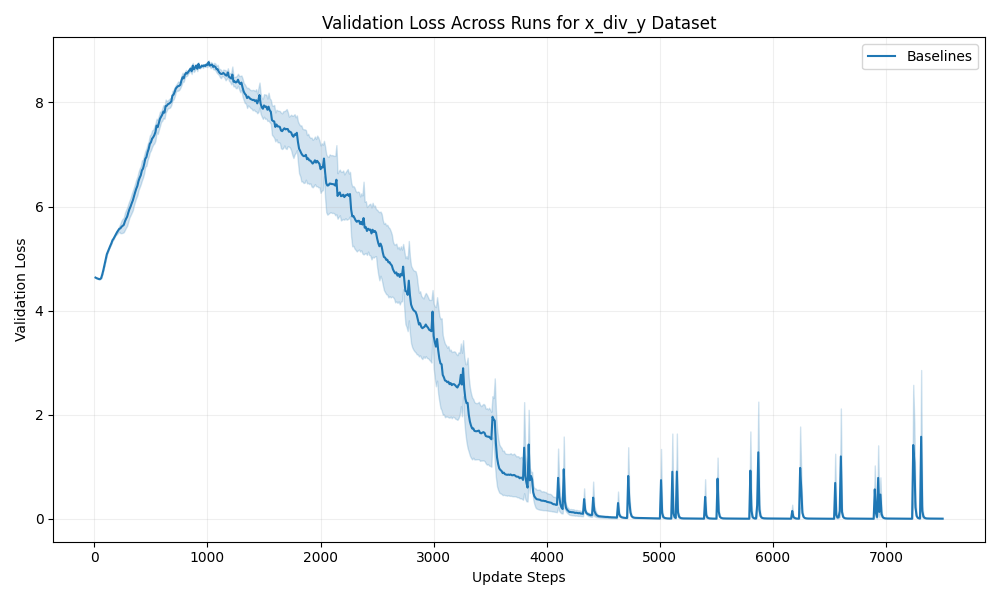 Validation Loss Across Runs for x_div_y Dataset
Baselines
Validation Loss
8
6
4
2
0
0 1000 2000 3000 4000 5000 6000 7000
Update Steps